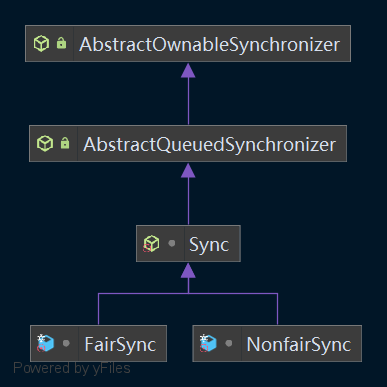 AbstractOwnableSynchronizer
AbstractQueuedSynchronizer
Sync
FairSync
NonfairSync
Powered by yFiles